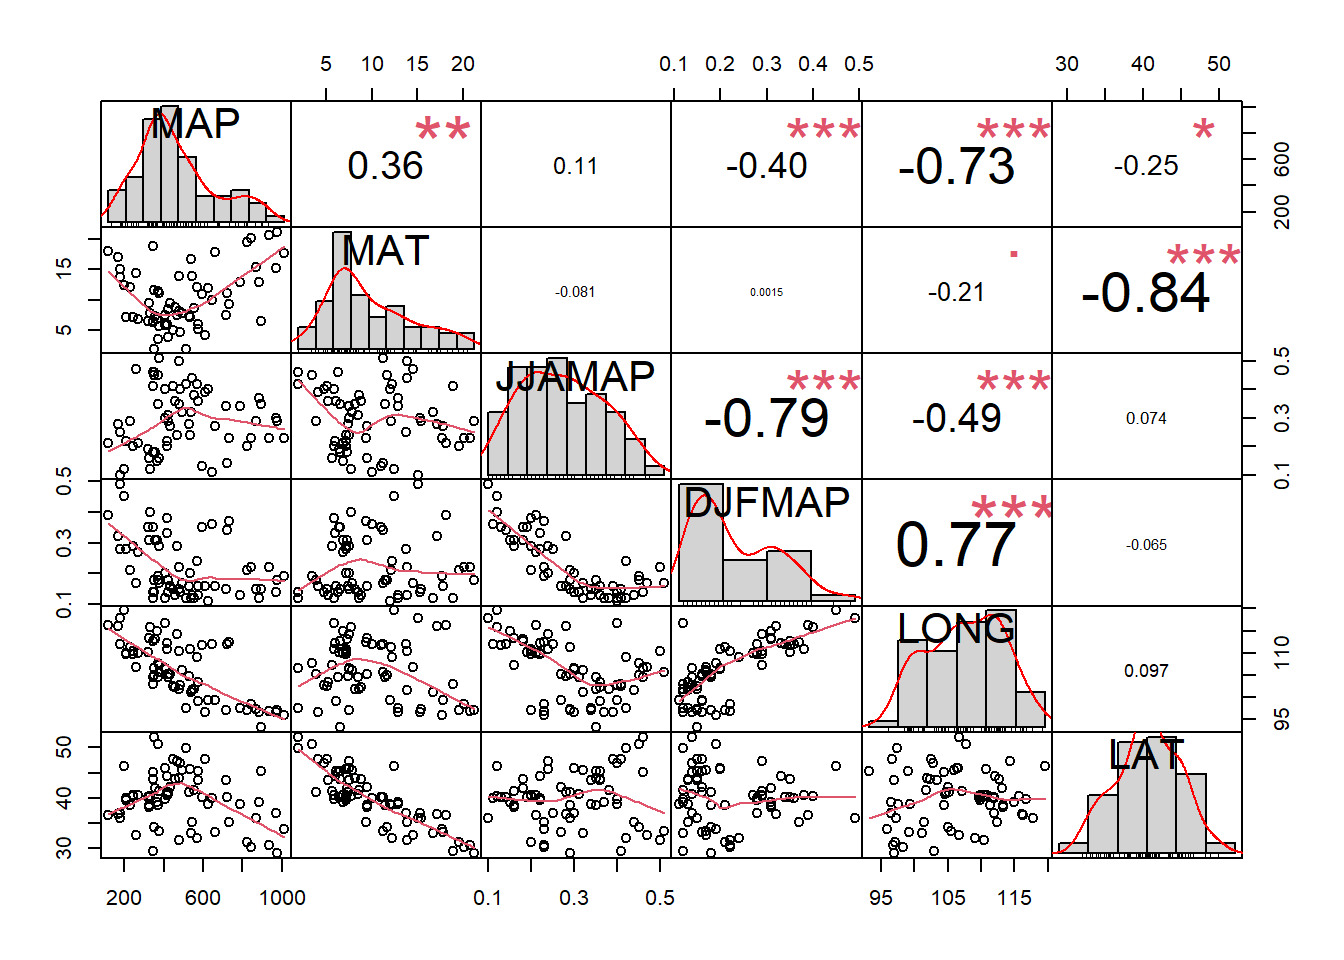 5 10 15 20 0.1 0.2 0.3 0.4 0.5 30 40 50
MAP ** *** *** *
0.36 0.11 -0.40 -0.73 -0.25 200 600
MAT . ***
5 15 -0.081 0.0015 -0.21 -0.84
JJAMAP *** ***
-0.79 -0.49 0.074 0.1 0.3 0.5
DJFMAP ***
0.1 0.3 0.5 0.77 -0.065
LONG
0.097 95 110
LAT
30 40 50
200 600 1000 0.1 0.3 0.5 95 105 115